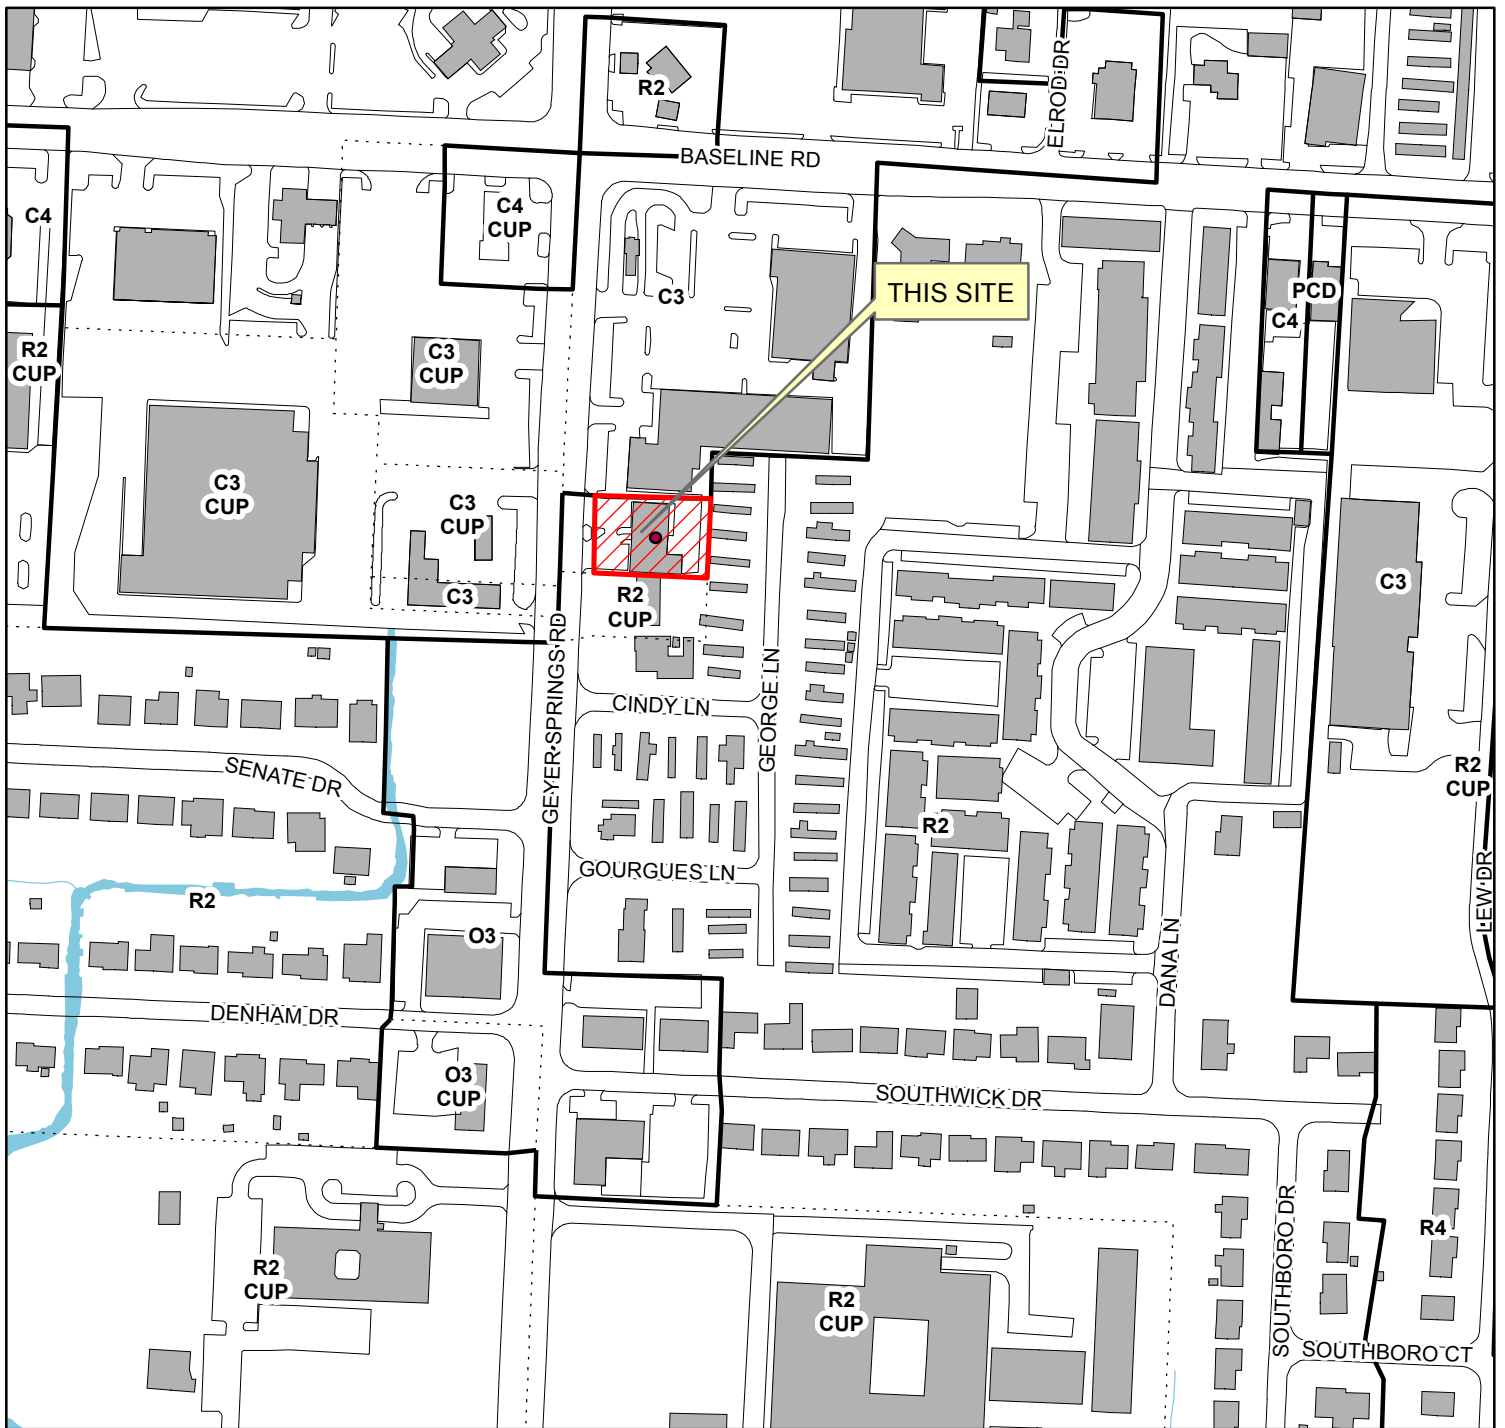 R2
ELROD DR
BASELINE RD
C4
C4
CUP
C3
THIS SITE
PCD
C4
R2
CUP
C3
CUP
C3
CUP
C3
CUP
C3
R2
CUP
C3
GEYER SPRINGS RD
CINDY LN
GEORGE LN
SENATE DR
R2
CUP
R2
GOURGUES LN
LEW DR
R2
O3
DANA LN
DENHAM DR
O3
CUP
SOUTHWICK DR
SOUTHBORO DR
R4
R2
CUP
R2
CUP
SOUTHBORO CT